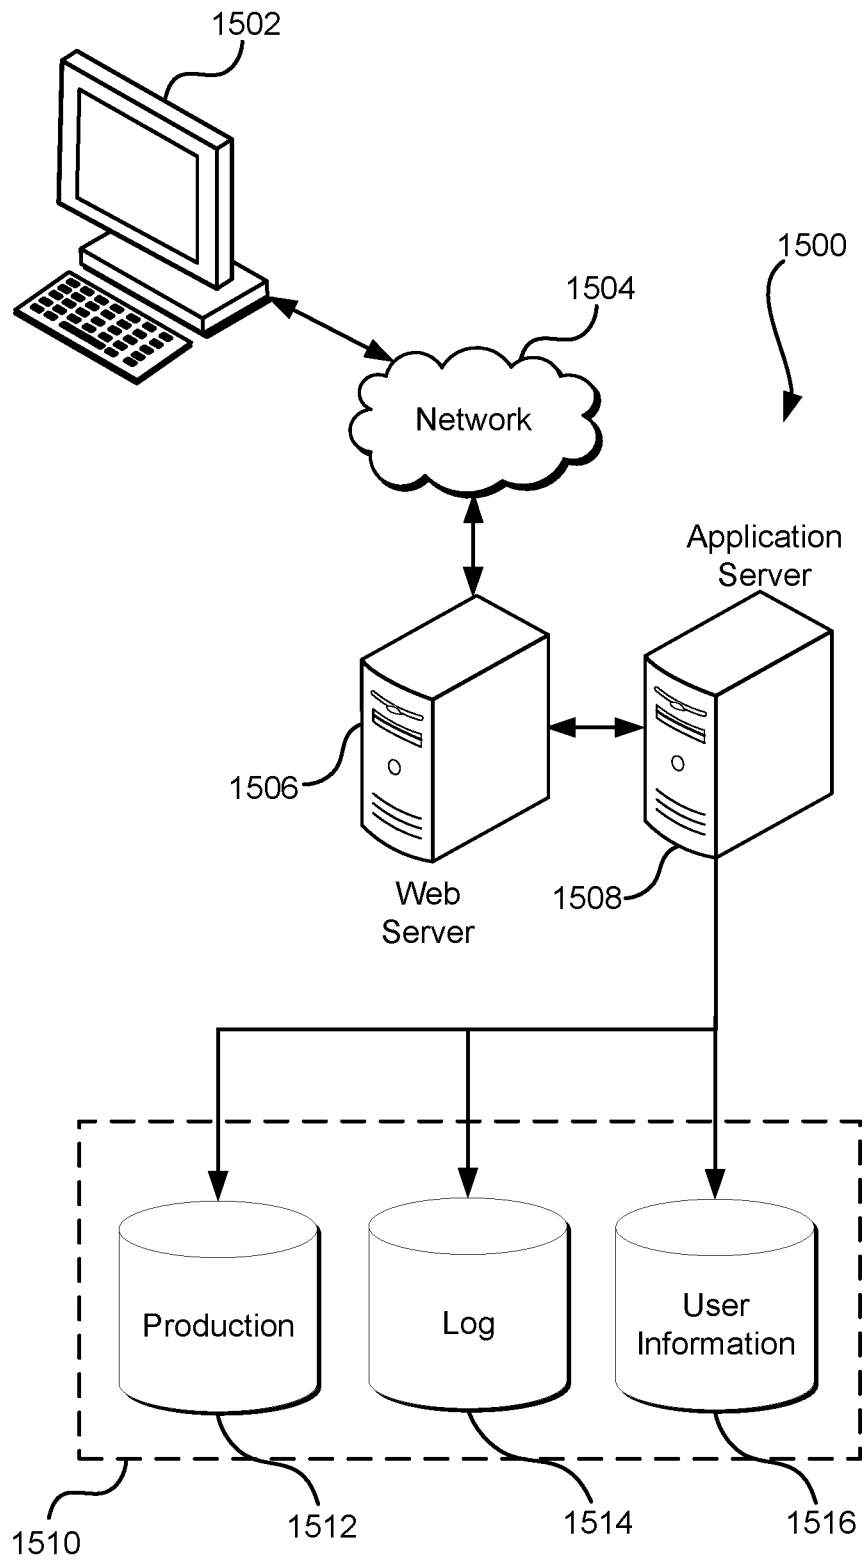 1502
1500
1504
Network
Application
Server
1506
Web
Server
1508
Production
Log
User
Information
1510
1512
1514
1516